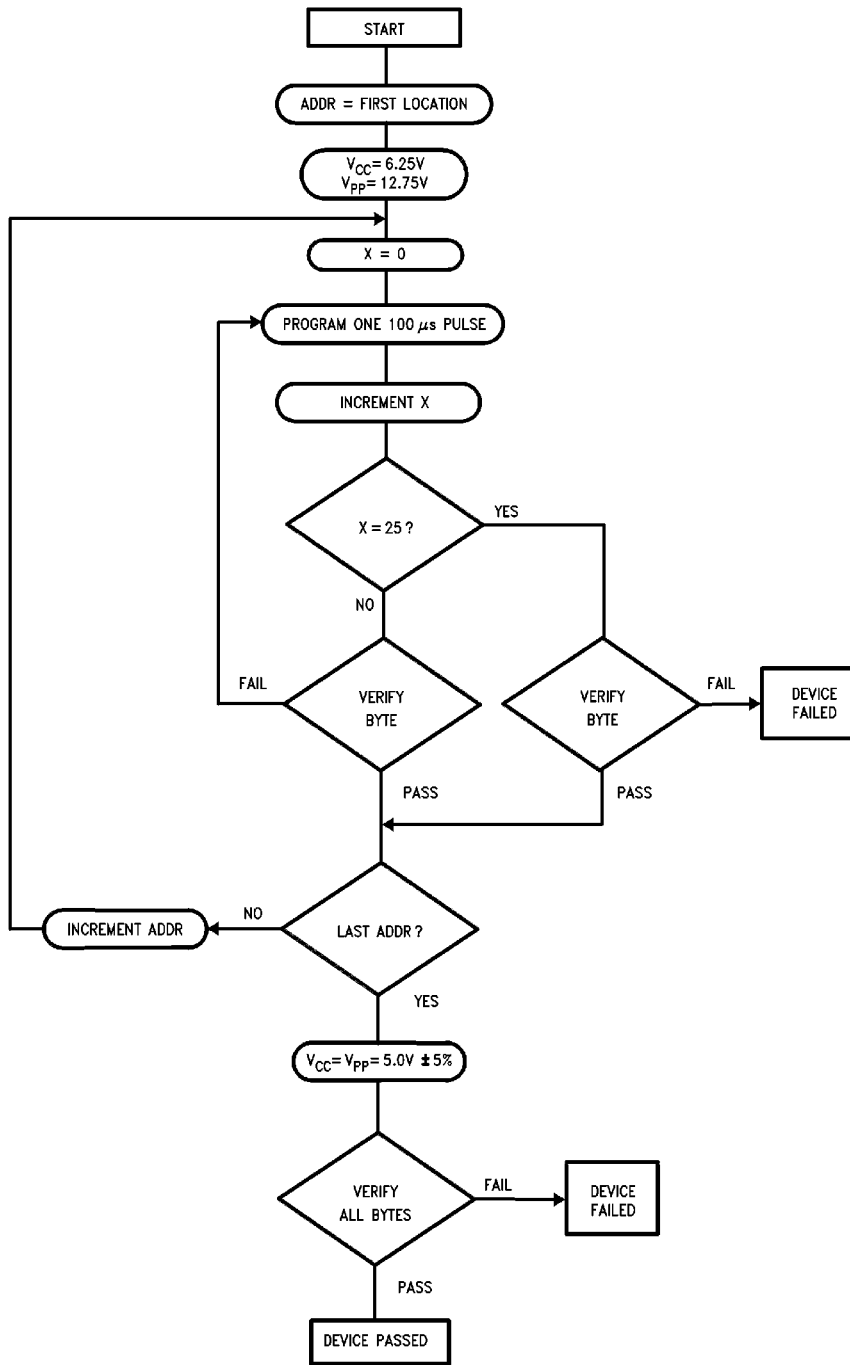 START
ADDR = FIRST LOCATION
VCC= 6.25V
VPP= 12.75V
X = 0
PROGRAM ONE 100 μs PULSE
INCREMENT X
X = 25 ?
YES
NO
FAIL
VERIFY
BYTE
VERIFY
BYTE
FAIL
DEVICE
FAILED
PASS
PASS
INCREMENT ADDR
NO
LAST ADDR ?
YES
VCC= VPP= 5.0V ±5%
VERIFY
ALL BYTES
FAIL
DEVICE
FAILED
PASS
DEVICE PASSED